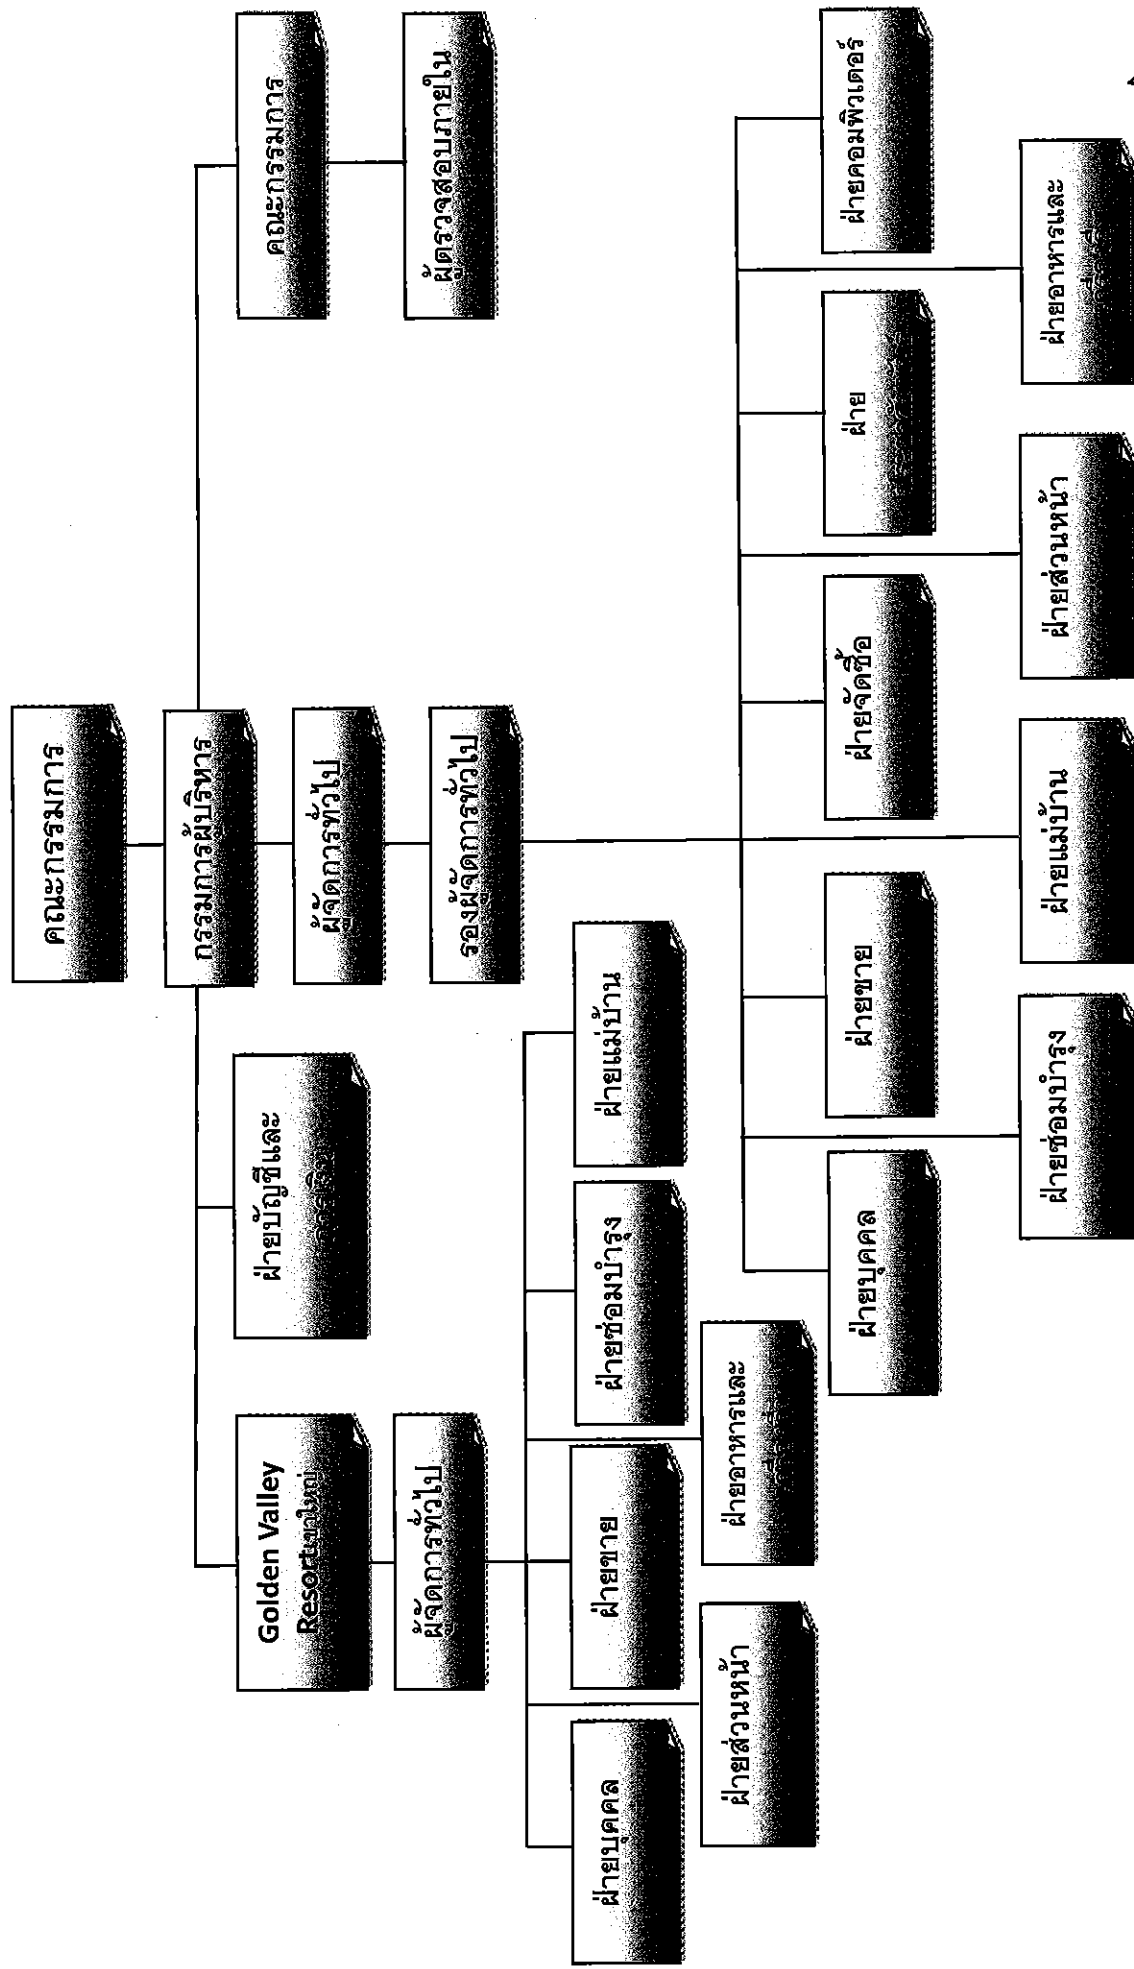 คณะกรรมการ
กรรมการผู้บริหาร
Golden Valley
Resortเขาใหญ่
ฝ่ายบัญชีและ
คณะกรรมการ
ผู้จัดการทั่วไป
ผู้จัดการทั่วไป
ผู้ตรวจสอบภายใน
รองผู้จัดการทั่วไป
ฝ่ายบุคคล
ฝ่ายขาย
ฝ่ายซ่อมบำรุง
ฝ่ายแม่บ้าน
ฝ่ายส่วนหน้า
ฝ่ายอาหารและ
ฝ่ายบุคคล
ฝ่ายขาย
ฝ่ายจัดซื้อ
ฝ่าย
ฝ่ายคอมพิวเตอร์
ฝ่ายซ่อมบำรุง
ฝ่ายแม่บ้าน
ฝ่ายส่วนหน้า
ฝ่ายอาหารและ